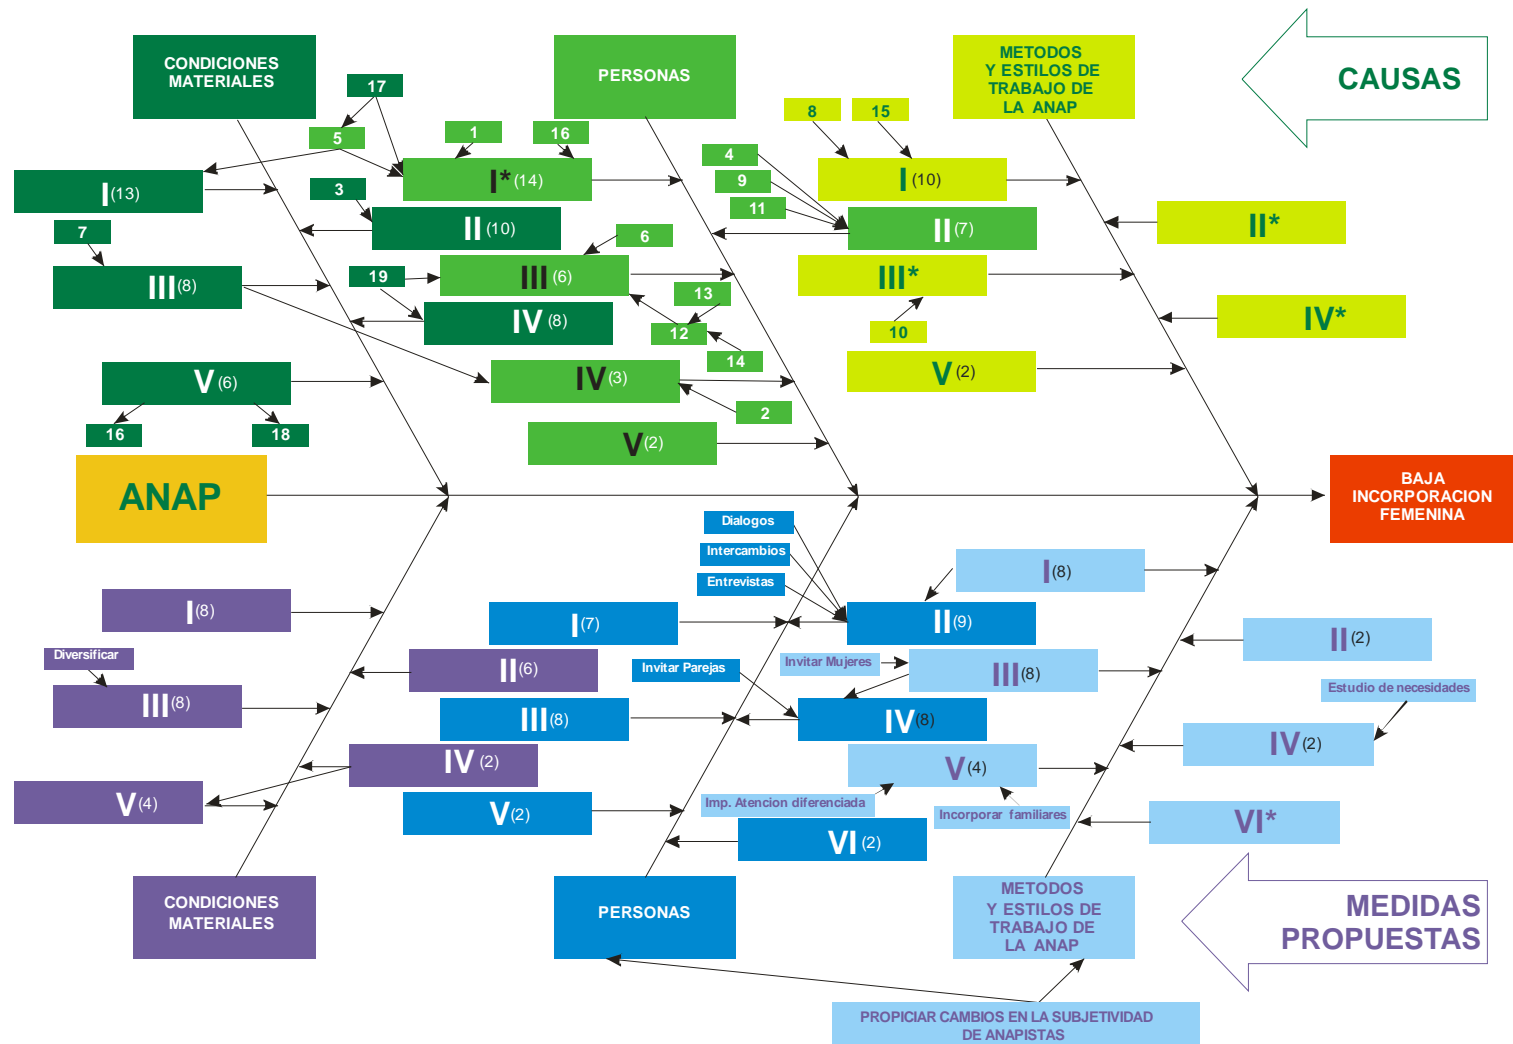 CONDICIONES
MATERIALES
PERSONAS
METODOS
Y ESTILOS DE
TRABAJO DE
LA ANAP
CAUSAS
17
5
1
16
8
15
4
9
11
I (13)
I* (14)
I (10)
3
II (10)
II (7)
II*
7
6
III (8)
19
III (6)
III*
13
IV (8)
12
10
14
IV*
V (6)
IV (3)
V (2)
2
16
18
V (2)
ANAP
BAJA
INCORPORACION
FEMENINA
Dialogos
Intercambios
Entrevistas
I (8)
I (8)
I (7)
II (9)
II (2)
Diversificar
II (6)
Invitar Parejas
Invitar Mujeres
III (8)
Estudio de necesidades
III (8)
III (8)
IV (8)
IV (2)
IV (2)
V (4)
V (4)
V (2)
Imp. Atencion diferenciada
Incorporar familiares
VI (2)
VI*
CONDICIONES
MATERIALES
PERSONAS
METODOS
Y ESTILOS DE
TRABAJO DE
LA ANAP
MEDIDAS
PROPUESTAS
PROPICIAR CAMBIOS EN LA SUBJETIVIDAD
DE ANAPISTAS